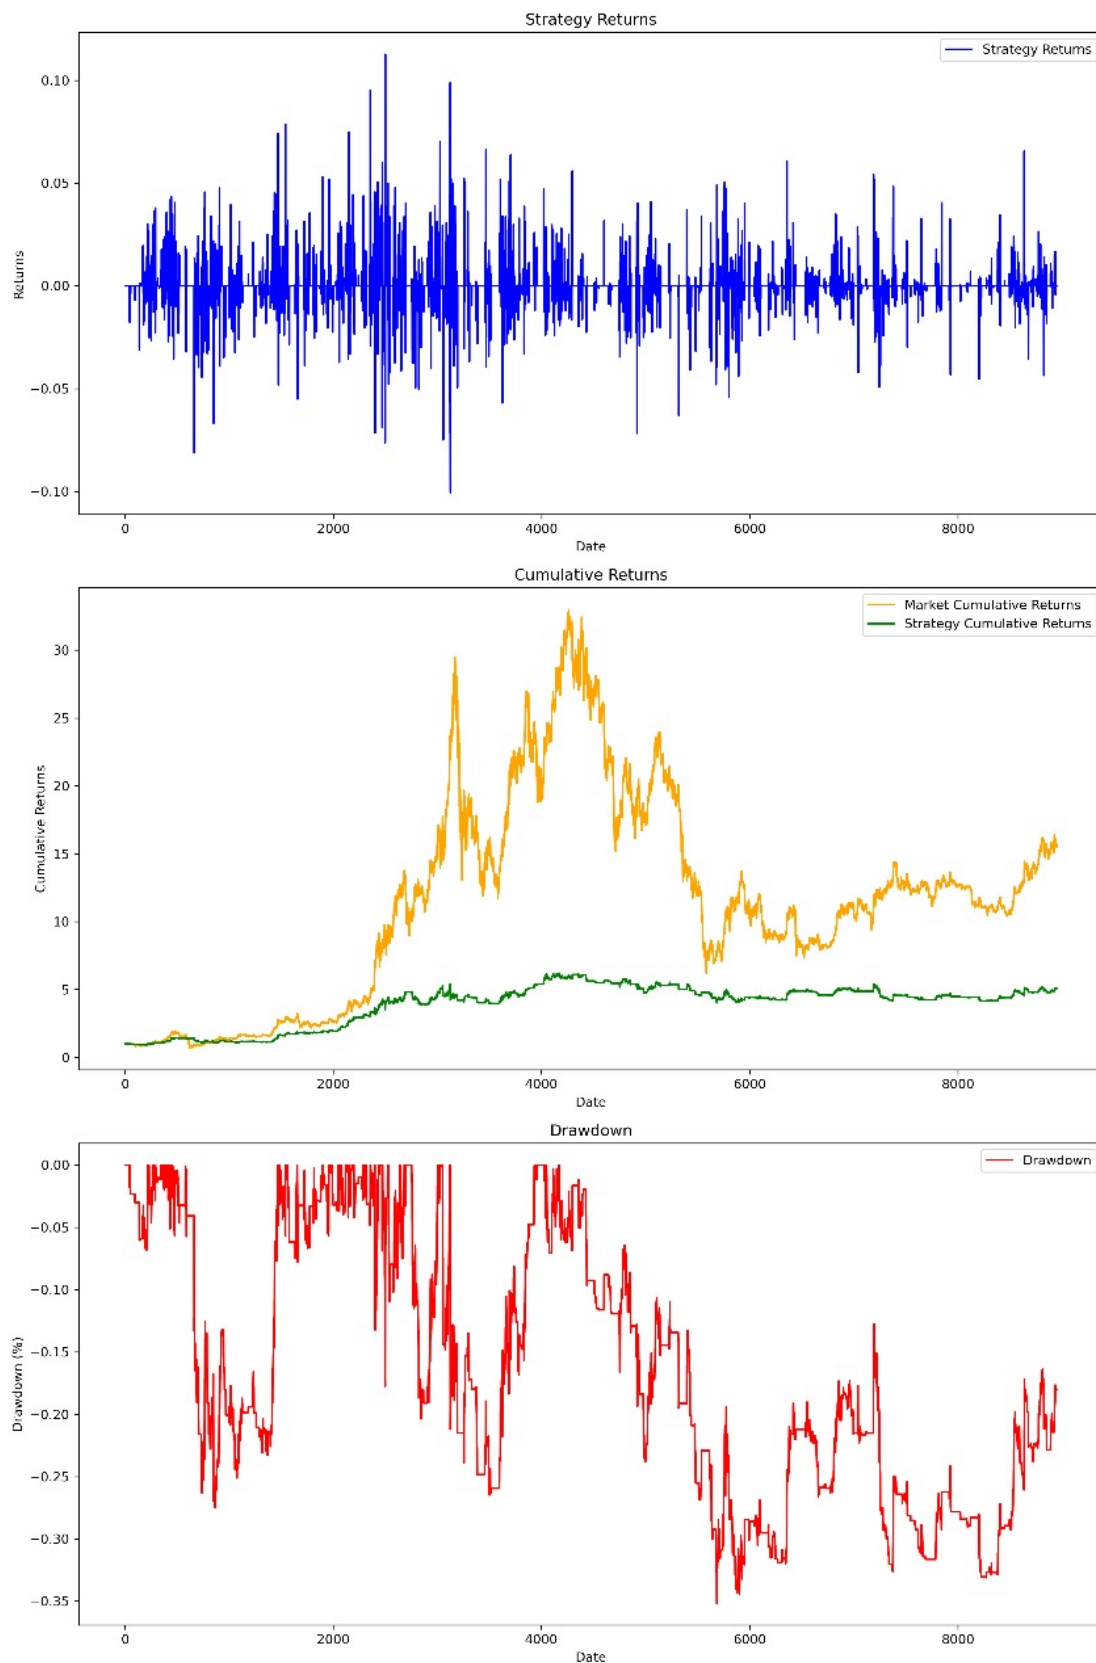 Strategy Returns
Strategy Returns
0.10
0.05
0.00
−0.05
−0.10
Returns
0 2000 4000 6000 8000
Date
Cumulative Returns
Market Cumulative Returns
Strategy Cumulative Returns
30
25
20
15
10
5
0
Cumulative Returns
0 2000 4000 6000 8000
Date
Drawdown
Drawdown
0.00
−0.05
−0.10
−0.15
−0.20
−0.25
−0.30
−0.35
Drawdown (%)
0 2000 4000 6000 8000
Date